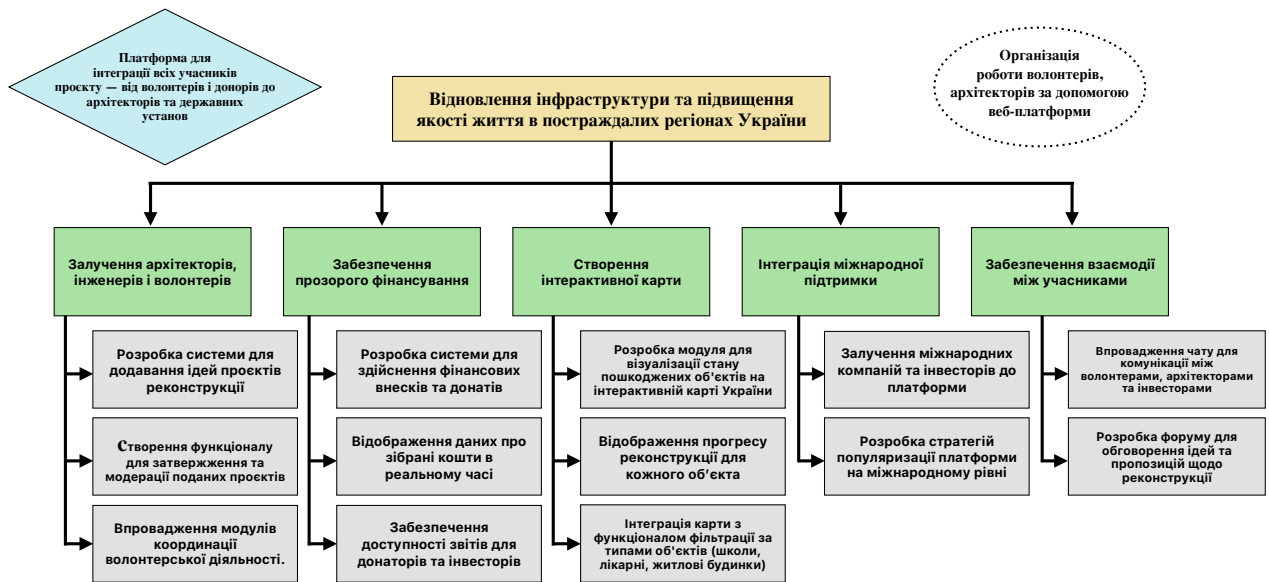 Платформа для
інтеграції всіх учасників
проєкту — від волонтерів і донорів до
архітекторів та державних
установ
Організація
роботи волонтерів,
архітекторів за допомогою
веб-платформи
Відновлення інфраструктури та підвищення
якості життя в постраждалих регіонах України
Залучення архітекторів,
інженерів і волонтерів
Забезпечення
прозорого фінансування
Створення
інтерактивної карти
Інтеграція міжнародної
підтримки
Забезпечення взаємодії
між учасниками
Розробка системи для
додавання ідей проєктів
реконструкції
Створення функціоналу
для затвержження та
модерації поданих проєктів
Впровадження модулів
координації
волонтерської діяльності.
Розробка системи для
здійснення фінансових
внесків та донатів
Відображення даних про
зібрані кошти в
реальному часі
Забезпечення
доступності звітів для
донаторів та інвесторів
Розробка модуля для
візуалізації стану
пошкоджених об'єктів на
інтерактивній карті України
Відображення прогресу
реконструкції для
кожного об’єкта
Інтеграція карти з
функціоналом фільтрації за
типами об'єктів (школи,
лікарні, житлові будинки)
Залучення міжнародних
компаній та інвесторів до
платформи
Розробка стратегій
популяризації платформи
на міжнародному рівні
Впровадження чату для
комунікації між
волонтерами, архітекторами
та інвесторами
Розробка форуму для
обговорення ідей та
пропозицій щодо
реконструкції